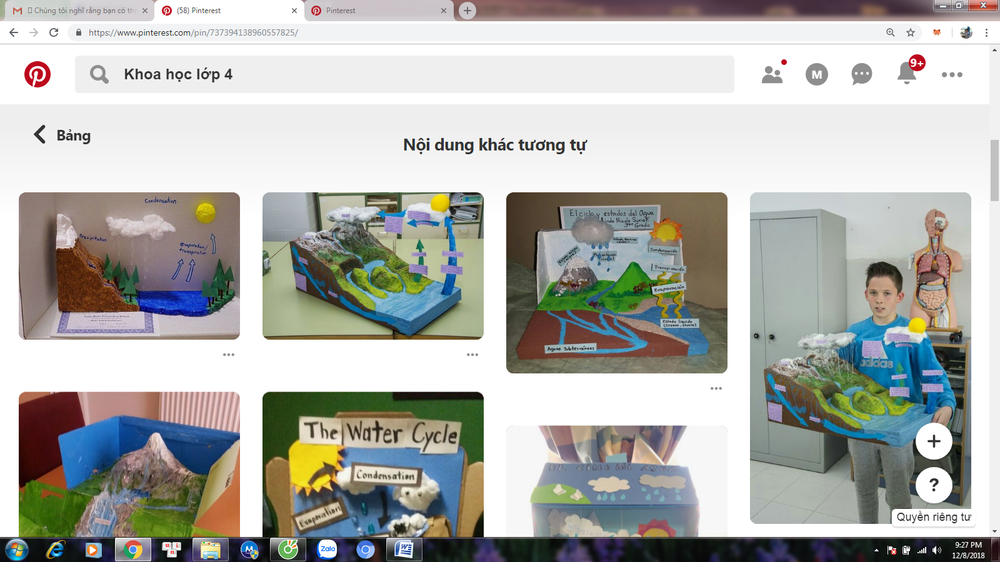 Chúng tôi nghĩ rằng bạn có thể
(58) Pinterest
Pinterest
https://www.pinterest.com/pin/737394138960557825/
Khoa học lớp 4
M
9+
Bảng
Nội dung khác tương tự
Condensation
Precipitation
Evaporation/
transpiration
El ciclo y estados del Agua
Linda Nicole Suriel
Grado
Condensación
Precipitación
Transpiración
Evaporación
Estado liquido
(Oceano, Lluvia)
Aguas Subterráneas
adidas
The Water Cycle
Condensation
Evaporation
EL CICLO DEL AGUA
+
?
Quyền riêng tư
Zalo
9:27 PM
12/8/2018